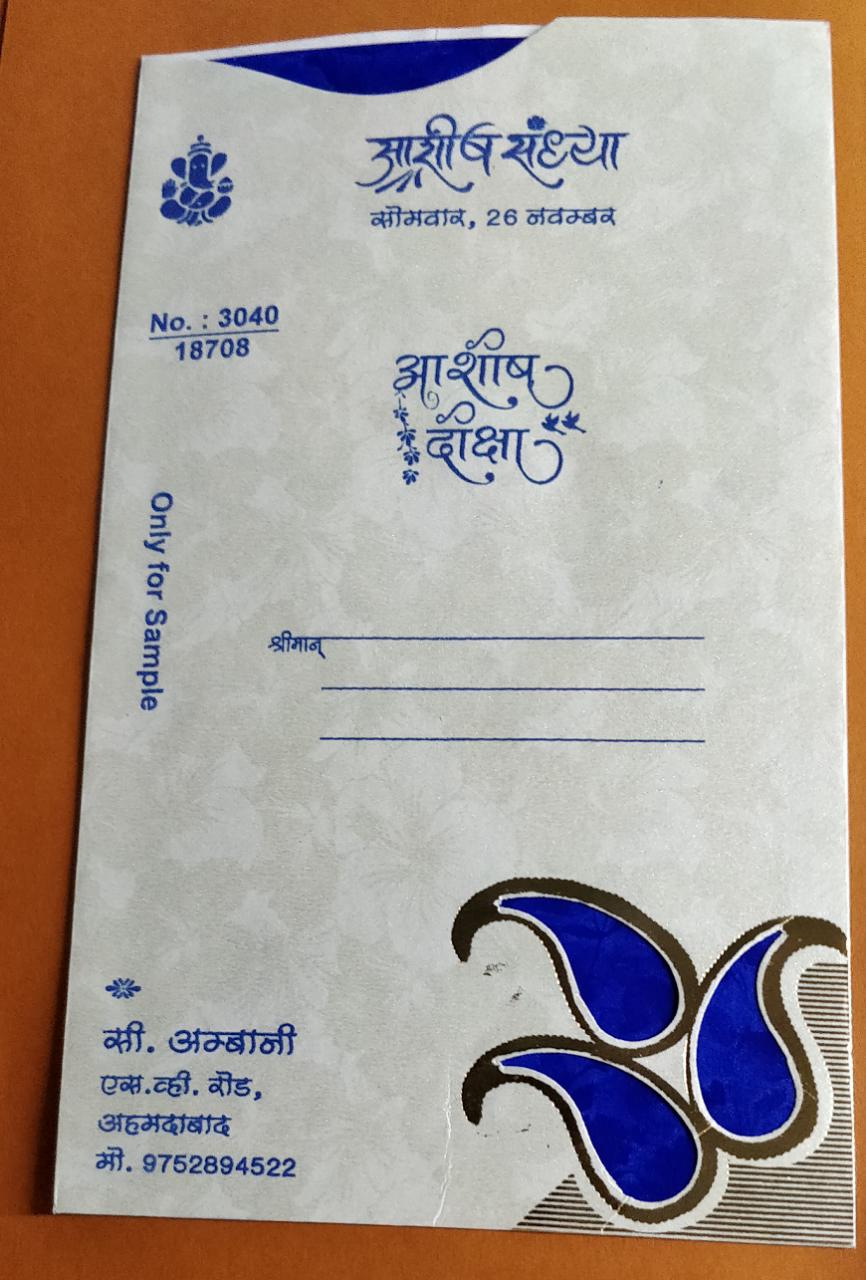 आशीष संध्या
सोमवार, 26 नवम्बर
No. : 3040
18708
आशीष
दीक्षा
Only for Sample
श्रीमान्
सी. अम्बानी
एस.व्ही. रोड,
अहमदाबाद
मो. 9752894522